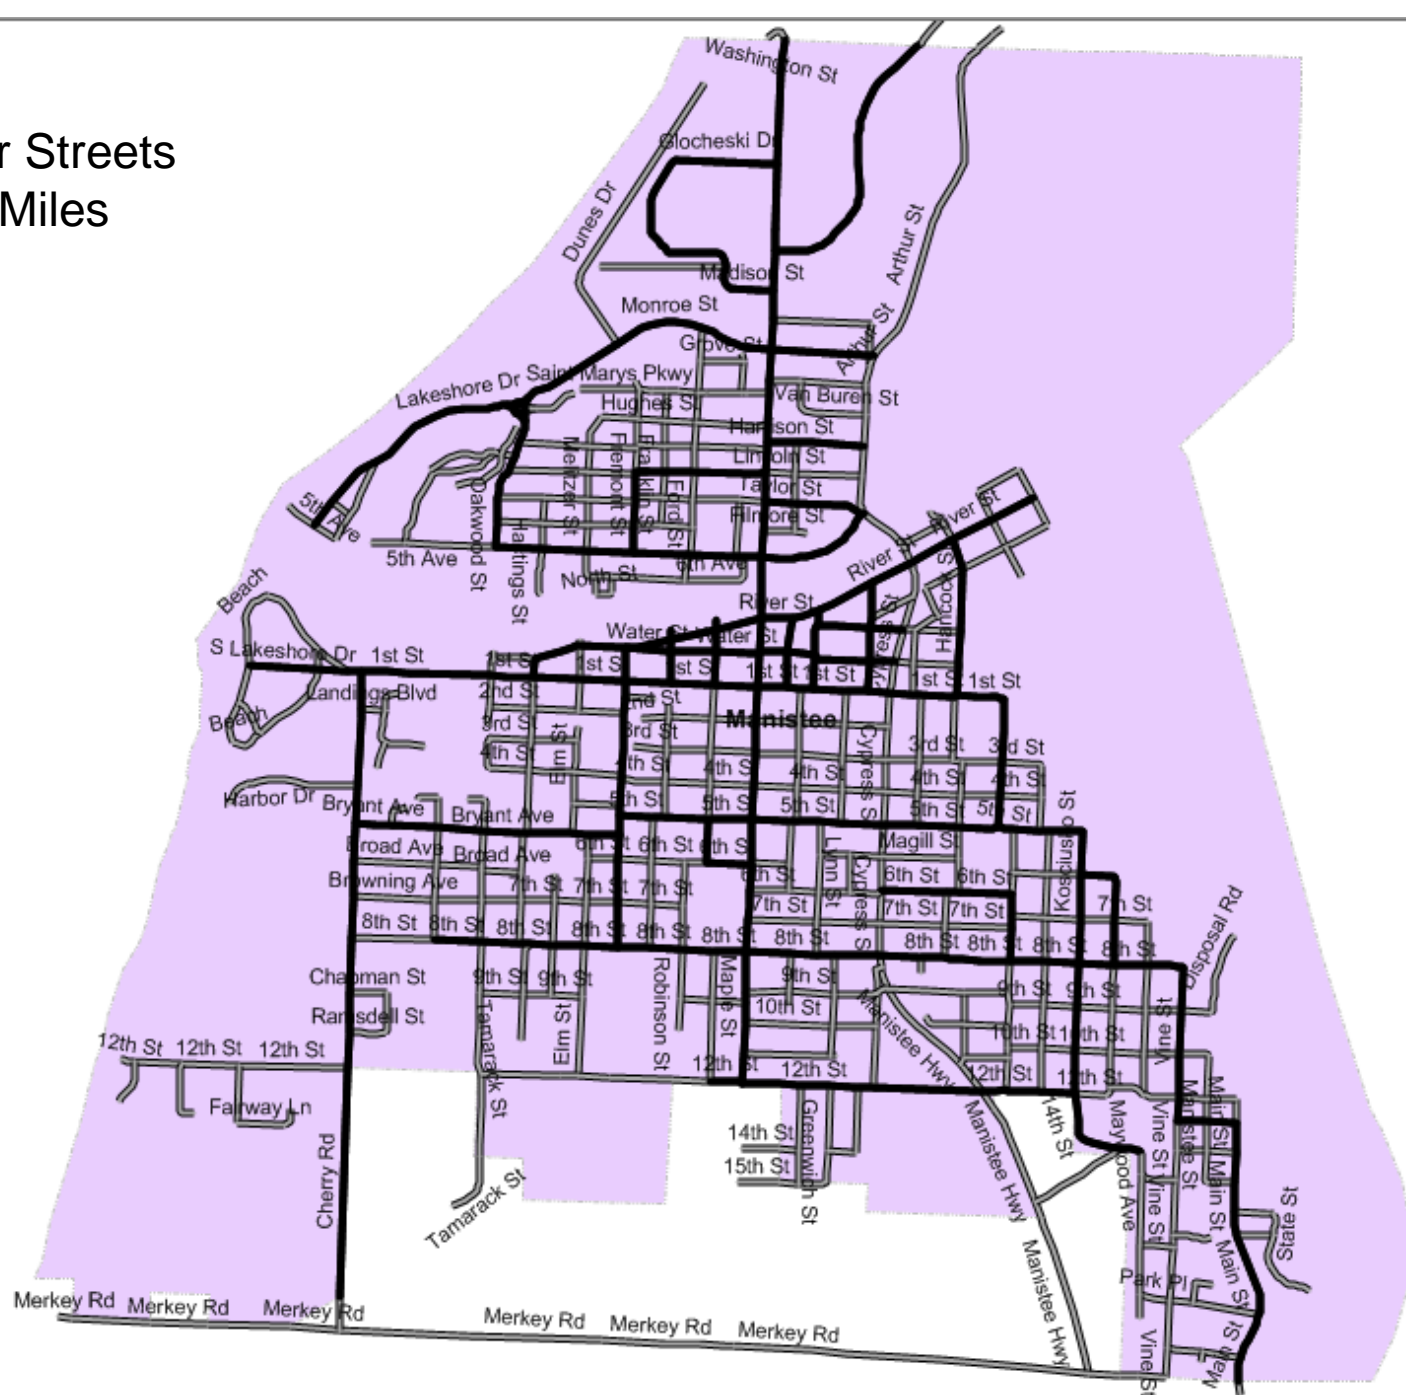 Washington St
Glocheski Dr
r Streets
Miles
Dunes Dr
Arthur St
Madison St
Monroe St
Arthur St
Grove St
Lakeshore Dr
Saint Marys Pkwy
Van Buren St
Hughes St
Harrison St
Lincoln St
Taylor St
Filmore St
Oakwood St
Hastings St
Fremont St
Franklin St
Ford St
5th Ave
5th Ave
6th Ave
North St
River St
River St
River St
Hancock St
Beach
Water St
Water St
S Lakeshore Dr
1st St
1st St
1st St
1st St
1st St
1st St
1st St
1st St
Landings Blvd
2nd St
2nd St
Beach
Manistee
3rd St
3rd St
3rd St
3rd St
Elm St
Cypress St
4th St
4th St
4th St
4th St
4th St
4th St
Harbor Dr
Bryant Ave
Bryant Ave
5th St
5th St
5th St
5th St
5th St
Kosciusko St
Broad Ave
Broad Ave
6th St
6th St
6th St
Magill St
Lynn St
Cypress St
Browning Ave
7th St
7th St
7th St
6th St
6th St
6th St
7th St
7th St
7th St
7th St
8th St
8th St
8th St
8th St
8th St
8th St
8th St
8th St
8th St
8th St
8th St
Disposal Rd
Chapman St
9th St
9th St
Robinson St
Maple St
9th St
9th St
9th St
Ramsdell St
Tamarack St
Elm St
10th St
Manistee Hwy
10th St
10th St
Vine St
12th St
12th St
12th St
12th St
12th St
12th St
12th St
Fairway Ln
14th St
Greenwich St
Manistee Hwy
14th St
Maywood Ave
Vine St
Manistee St
Main St
15th St
Cherry Rd
Tamarack St
Vine St
Main St
State St
Manistee Hwy
Park Pl
Main St
Merkey Rd
Merkey Rd
Merkey Rd
Merkey Rd
Merkey Rd
Merkey Rd
Vine St
Main St